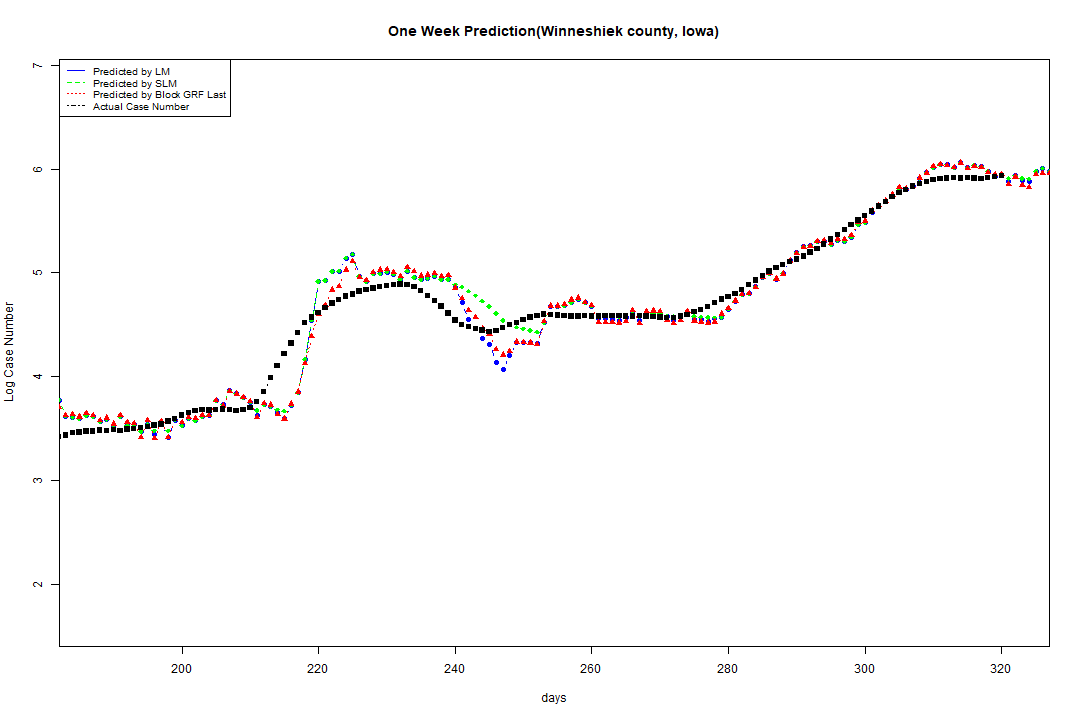 One Week Prediction(Winneshiek county, Iowa)
Predicted by LM
Predicted by SLM
Predicted by Block GRF Last
Actual Case Number
7
6
5
4
3
2
Log Case Number
200 220 240 260 280 300 320
days